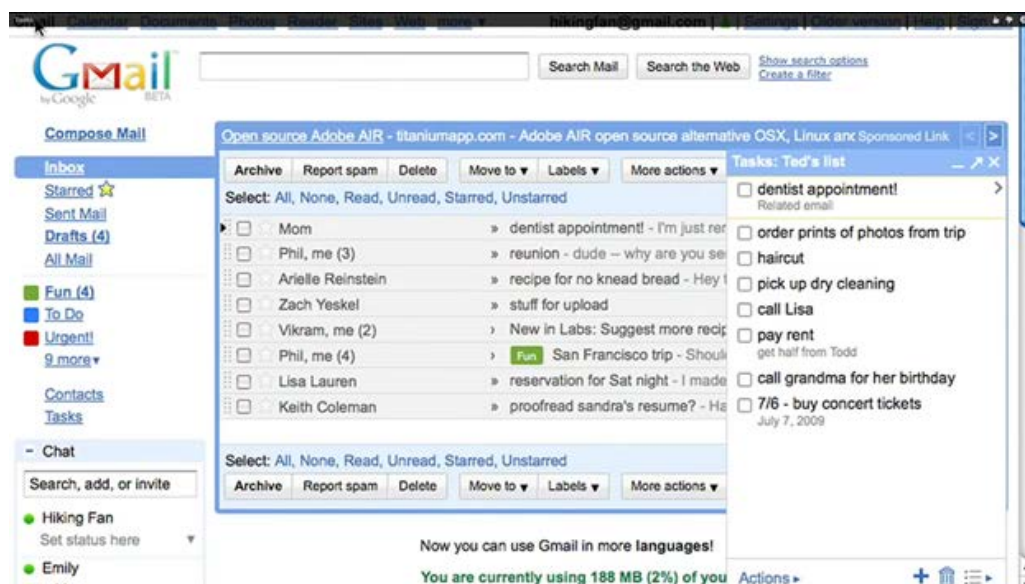 Gmail Calendar Documents Photos Reader Sites Web more ▼ hikingfan@gmail.com | Settings | Older version | Help | Sign
Gmail
by Google BETA
Search Mail Search the Web
Show search options
Create a filter
Compose Mail
Inbox
Starred
Sent Mail
Drafts (4)
All Mail
Fun (4)
To Do
Urgent!
9 more▼
Contacts
Tasks
– Chat
Search, add, or invite
Hiking Fan
Set status here ▼
Emily
Open source Adobe AIR - titaniumapp.com - Adobe AIR open source alternative OSX, Linux and Sponsored Link < >
Archive Report spam Delete Move to ▼ Labels ▼ More actions ▼
Select: All, None, Read, Unread, Starred, Unstarred
Mom » dentist appointment! - I'm just
Phil, me (3) » reunion - dude -- why are you
Arielle Reinstein » recipe for no knead bread - Hey
Zach Yeskel » stuff for upload
Vikram, me (2) › New in Labs: Suggest more
Phil, me (4) › Fun San Francisco trip -
Lisa Lauren » reservation for Sat night - I made
Keith Coleman » proofread sandra's resume? -
Select: All, None, Read, Unread, Starred, Unstarred
Archive Report spam Delete Move to ▼ Labels ▼ More actions ▼
Now you can use Gmail in more languages!
You are currently using 188 MB (2%) of
Tasks: Ted's list
dentist appointment! >
Related email
order prints of photos from trip
haircut
pick up dry cleaning
call Lisa
pay rent
get half from Todd
call grandma for her birthday
7/6 - buy concert tickets
July 7, 2009
Actions ▸